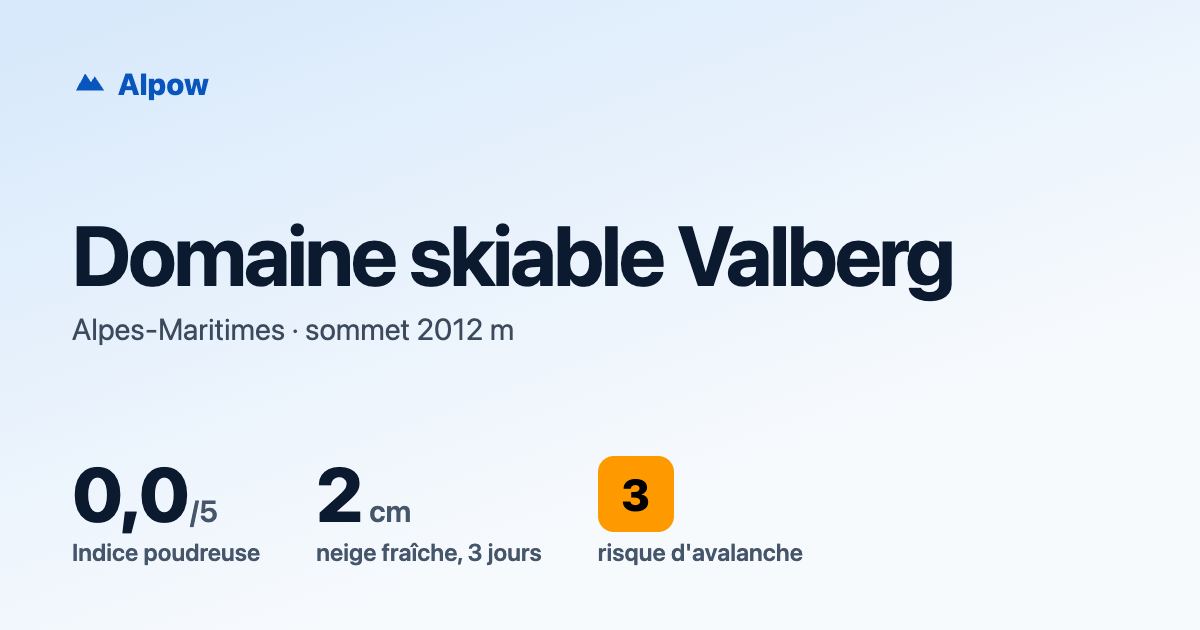 Alpow
Domaine skiable Valberg
Alpes-Maritimes · sommet 2012 m
0,0/5
Indice poudreuse
2 cm
neige fraîche, 3 jours
3
risque d'avalanche